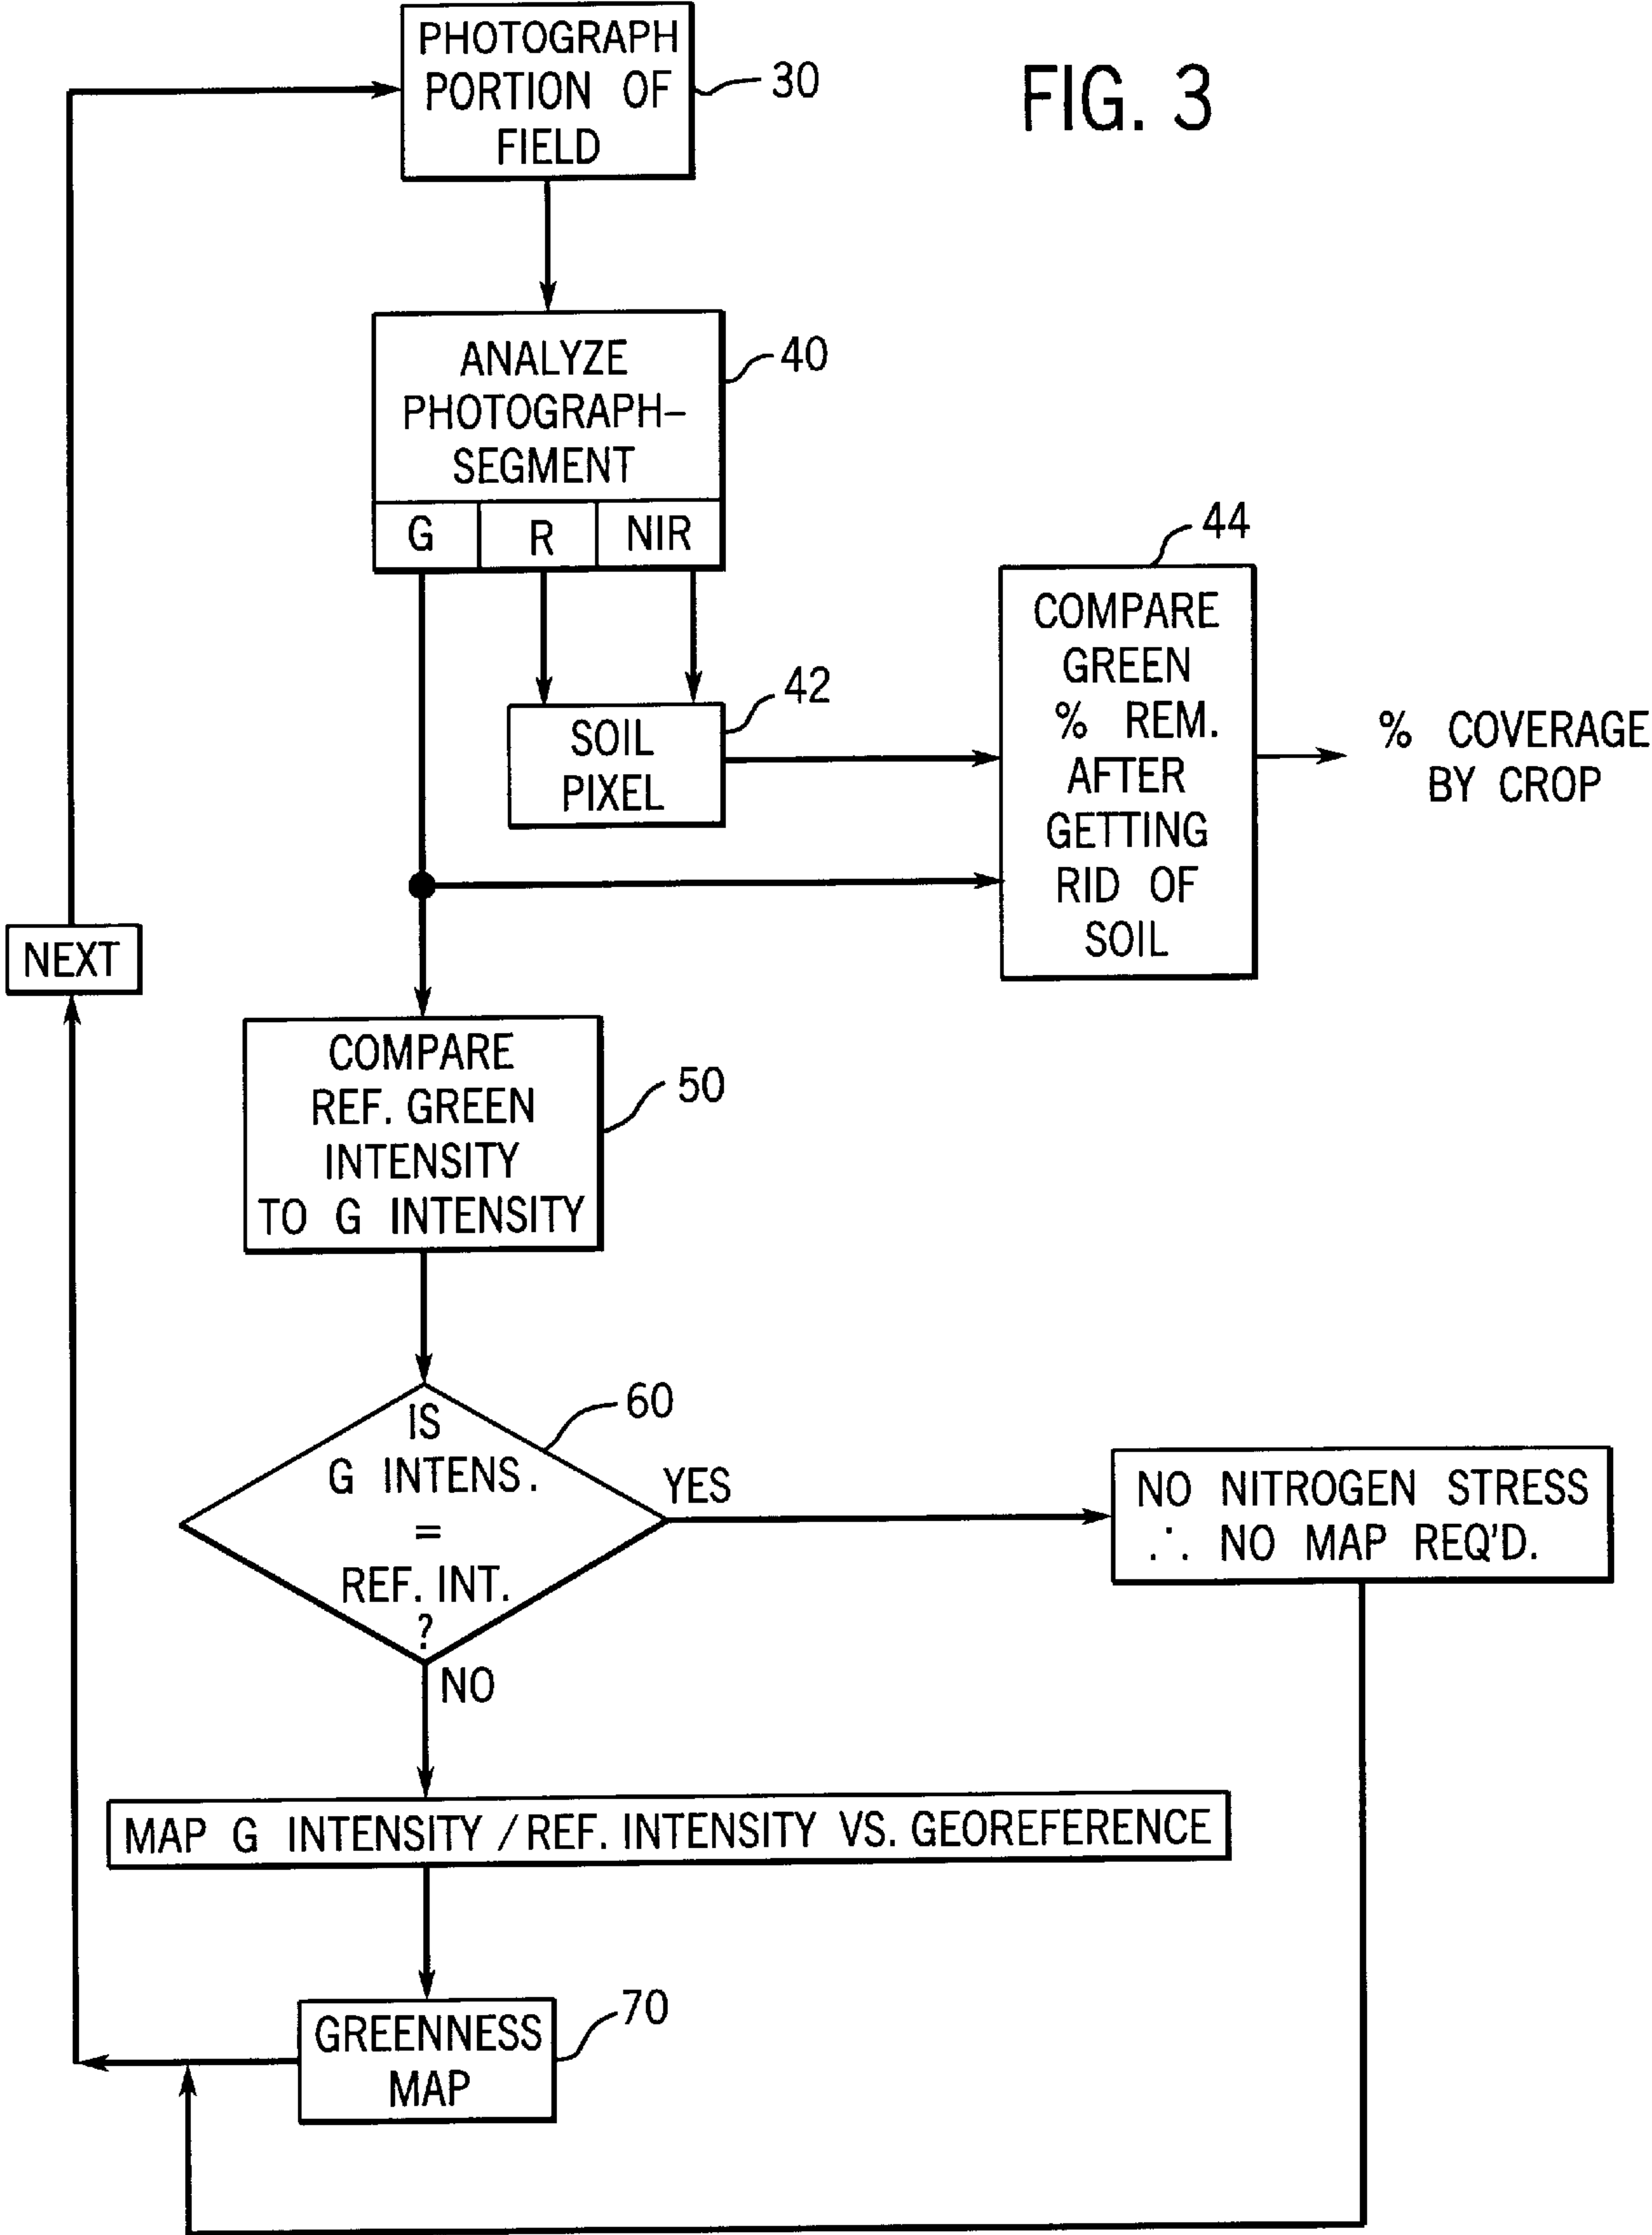 PHOTOGRAPH
PORTION OF
FIELD
30
FIG. 3
ANALYZE
PHOTOGRAPH–
SEGMENT
40
G
R
NIR
44
COMPARE
GREEN
% REM.
AFTER
GETTING
RID OF
SOIL
42
SOIL
PIXEL
% COVERAGE
BY CROP
NEXT
COMPARE
REF. GREEN
INTENSITY
TO G INTENSITY
50
IS
G INTENS.
=
REF. INT.
?
60
YES
NO NITROGEN STRESS
∴ NO MAP REQ'D.
NO
MAP G INTENSITY / REF. INTENSITY VS. GEOREFERENCE
GREENNESS
MAP
70